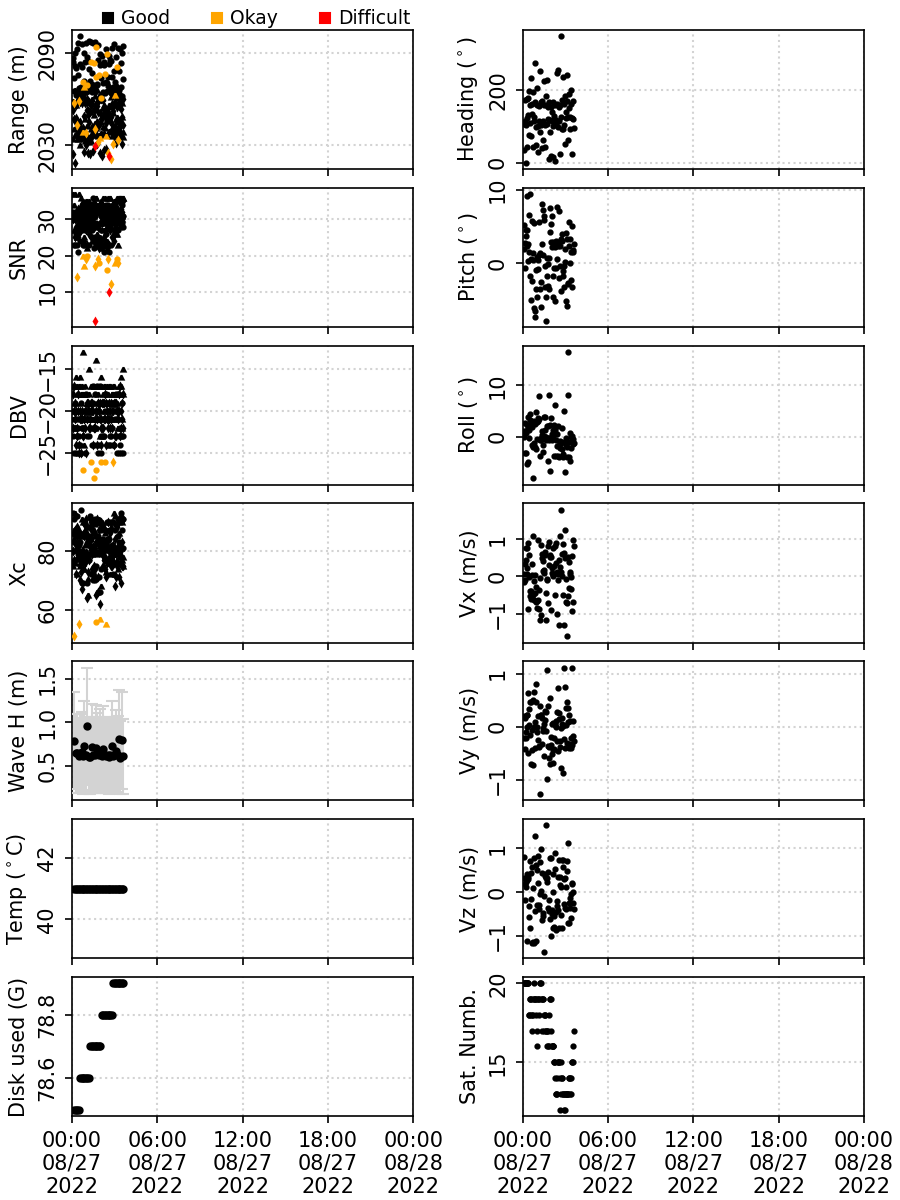 Good Okay Difficult
Range (m)
2090
2030
Heading (°)
200
0
SNR
30
20
10
Pitch (°)
10
0
DBV
−15
−20
−25
Roll (°)
10
0
Xc
80
60
Vx (m/s)
1
0
−1
Wave H (m)
1.5
1.0
0.5
Vy (m/s)
1
0
−1
Temp (°C)
42
40
Vz (m/s)
1
0
−1
Disk used (G)
78.8
78.6
Sat. Numb.
20
15
00:00 06:00 12:00 18:00 00:00
08/27 08/27 08/27 08/27 08/28
2022 2022 2022 2022 2022
00:00 06:00 12:00 18:00 00:00
08/27 08/27 08/27 08/27 08/28
2022 2022 2022 2022 2022